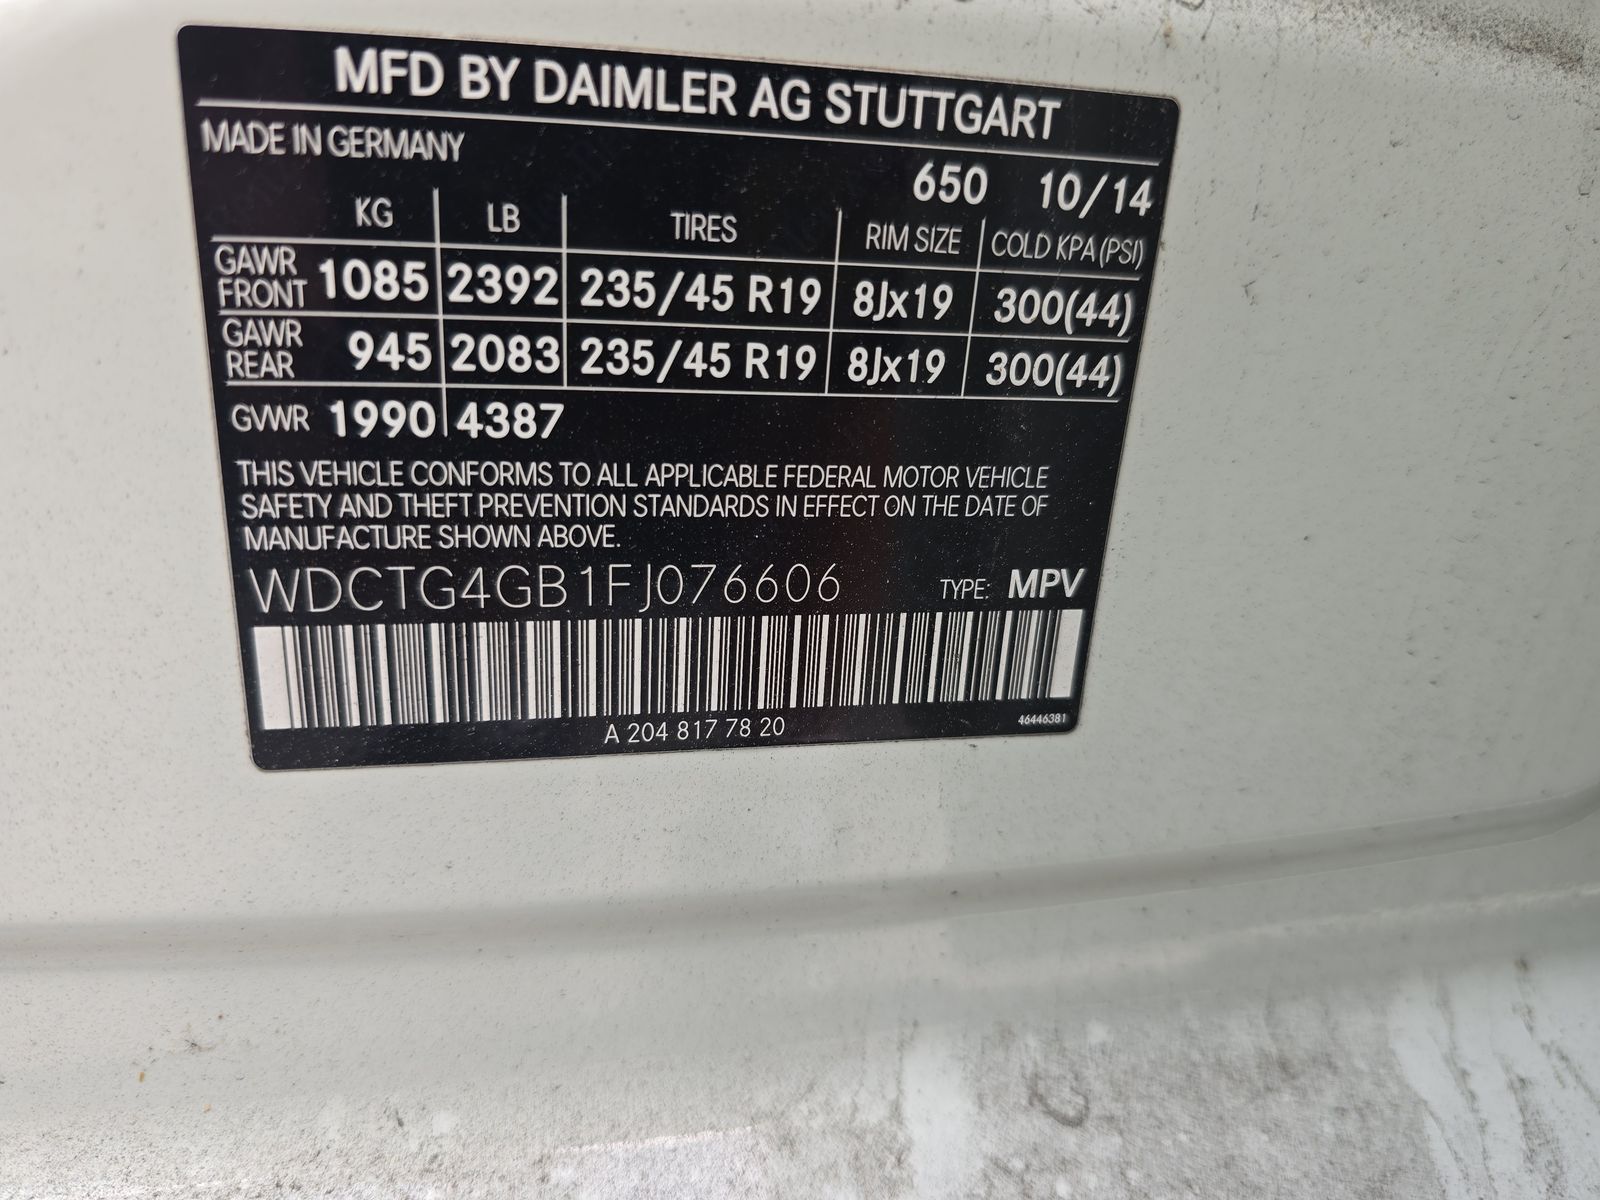 MFD BY DAIMLER AG STUTTGART
MADE IN GERMANY
650 10/14
KG LB TIRES RIM SIZE COLD KPA (PSI)
GAWR FRONT 1085 2392 235/45 R19 8Jx19 300(44)
GAWR REAR 945 2083 235/45 R19 8Jx19 300(44)
GVWR 1990 4387
THIS VEHICLE CONFORMS TO ALL APPLICABLE FEDERAL MOTOR VEHICLE
SAFETY AND THEFT PREVENTION STANDARDS IN EFFECT ON THE DATE OF
MANUFACTURE SHOWN ABOVE.
WDCTG4GB1FJ076606 TYPE: MPV
A 204 817 78 20 46446381